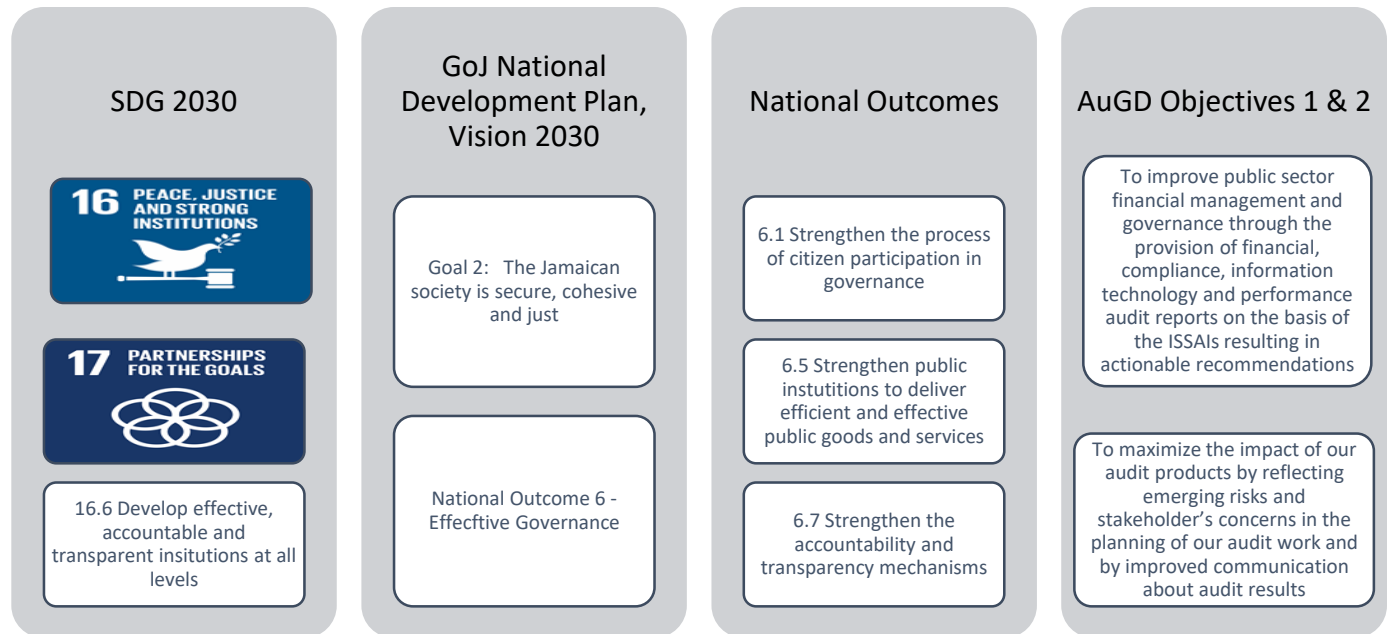 SDG 2030
16 PEACE, JUSTICE
AND STRONG
INSTITUTIONS
17 PARTNERSHIPS
FOR THE GOALS
16.6 Develop effective,
accountable and
transparent insitutions at all
levels
GoJ National
Development Plan,
Vision 2030
Goal 2: The Jamaican
society is secure, cohesive
and just
National Outcome 6 -
Effecftive Governance
National Outcomes
6.1 Strengthen the process
of citizen participation in
governance
6.5 Strengthen public
instutitions to deliver
efficient and effective
public goods and services
6.7 Strengthen the
accountability and
transparency mechanisms
AuGD Objectives 1 & 2
To improve public sector
financial management and
governance through the
provision of financial,
compliance, information
technology and performance
audit reports on the basis of
the ISSAIs resulting in
actionable recommendations
To maximize the impact of our
audit products by reflecting
emerging risks and
stakeholder’s concerns in the
planning of our audit work and
by improved communication
about audit results